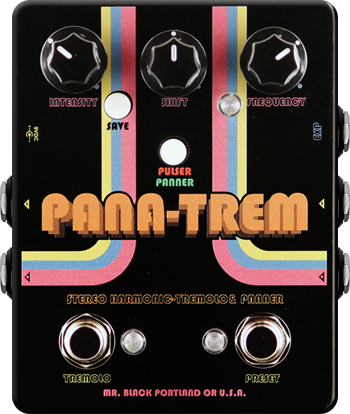 INTENSITY SHIFT FREQUENCY
SAVE
9VDC
EXP
PULSER
PANNER
PANA-TREM
STEREO HARMONIC-TREMOLO & PANNER
TREMOLO PRESET
MR. BLACK PORTLAND OR U.S.A.